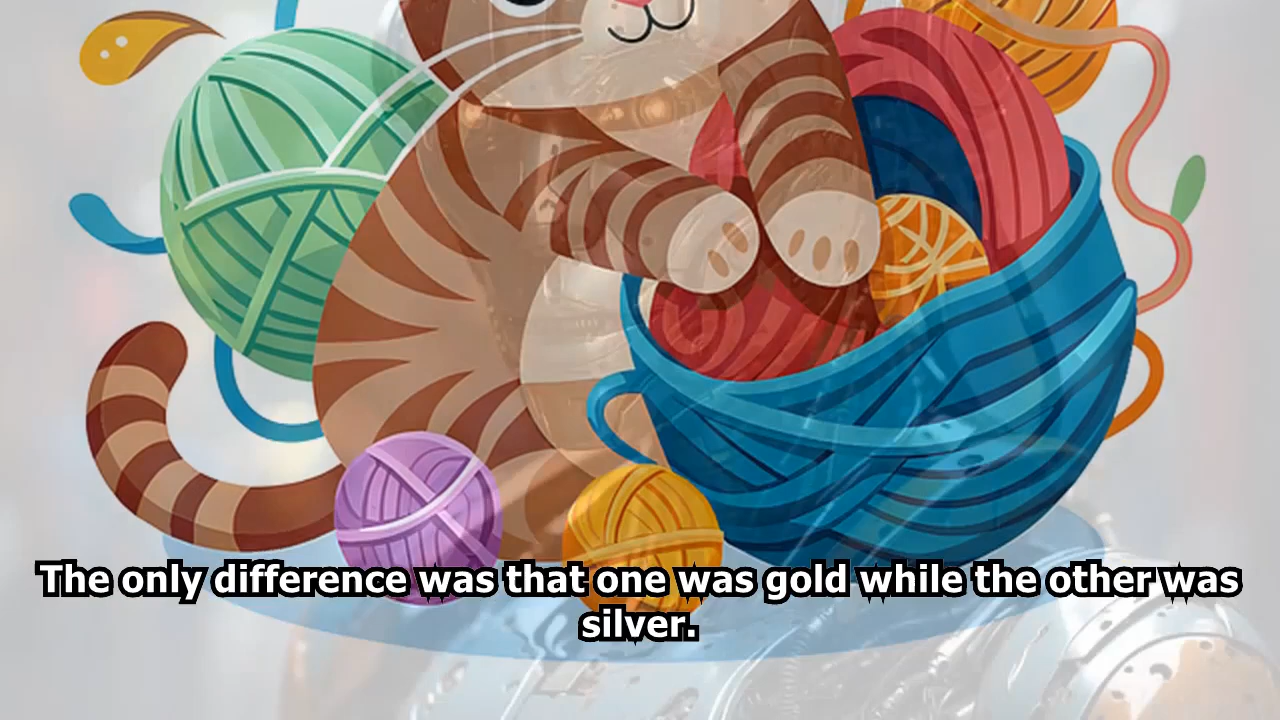 The only difference was that one was gold while the other was
silver.